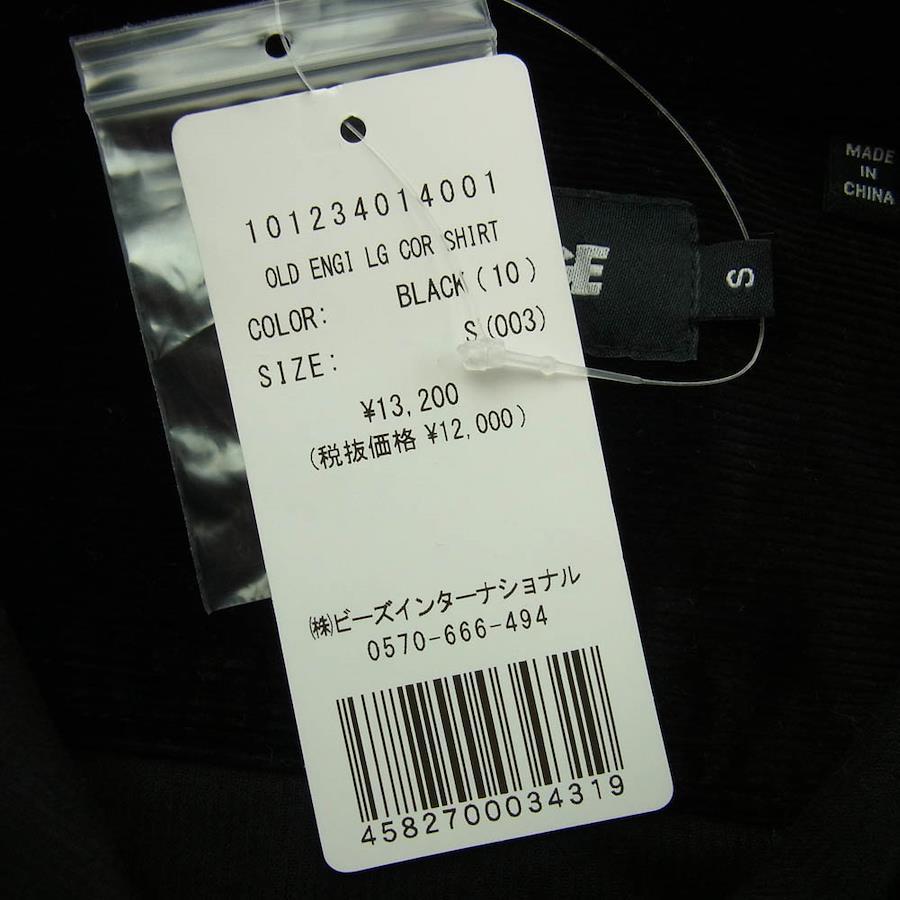 101234014001
OLD ENGI LG COR SHIRT
COLOR: BLACK(10)
SIZE: S(003)
¥13,200
(税抜価格 ¥12,000)
㈱ビーズインターナショナル
0570-666-494
4582700034319
S
MADE
IN
CHINA